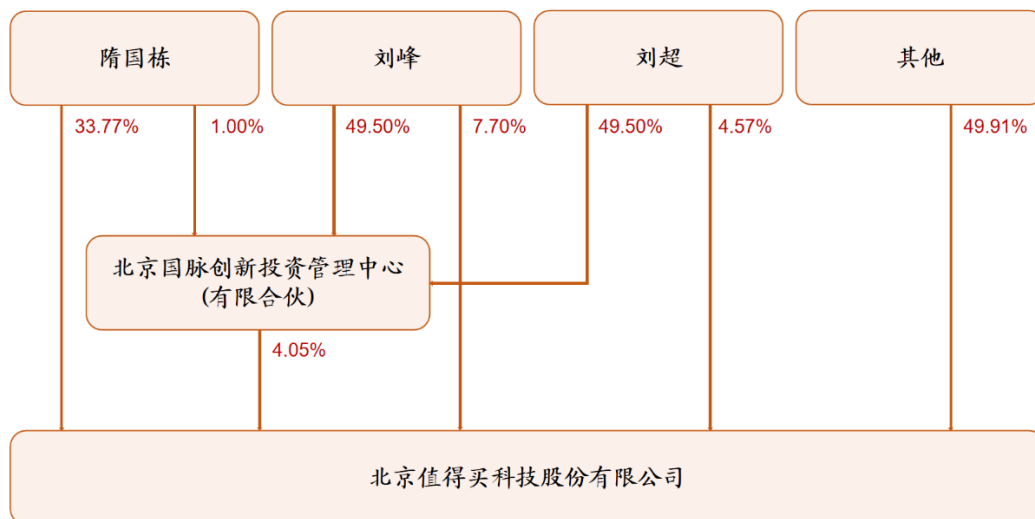 隋国栋
刘峰
刘超
其他
33.77%
1.00%
49.50%
7.70%
49.50%
4.57%
49.91%
北京国脉创新投资管理中心
(有限合伙)
4.05%
北京值得买科技股份有限公司